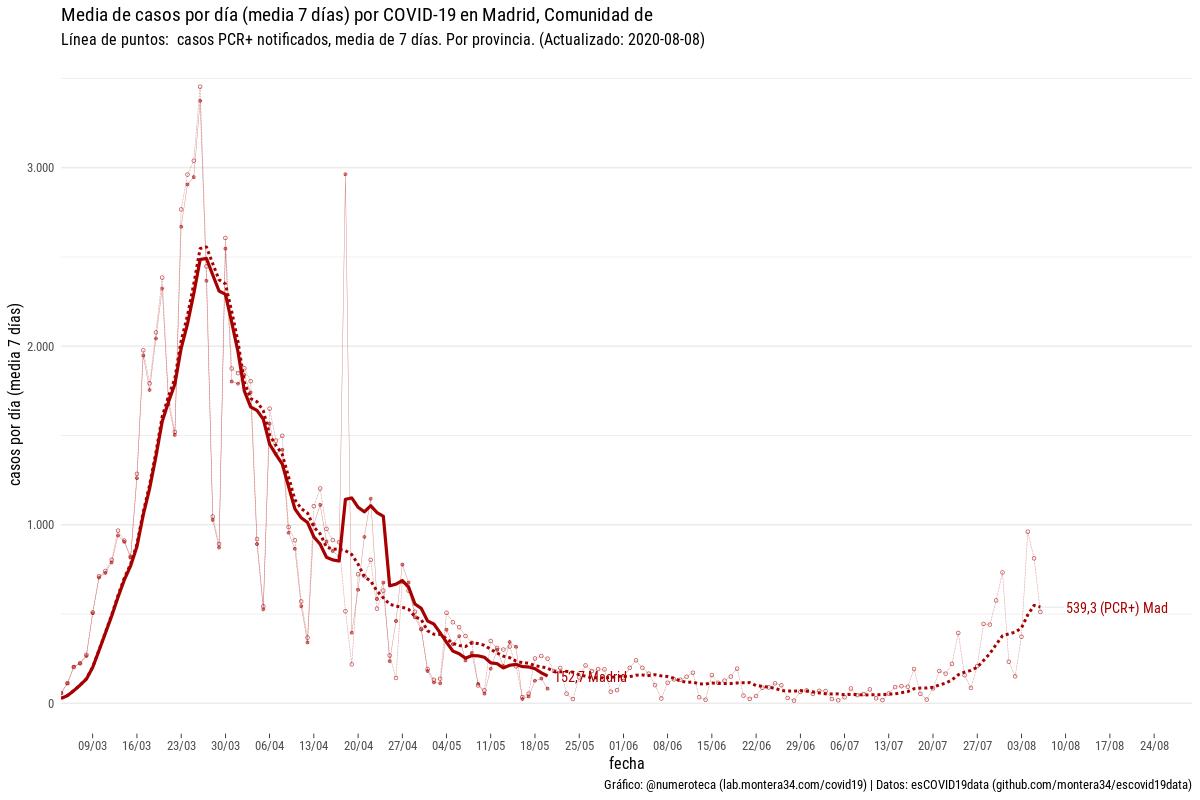 Media de casos por día (media 7 días) por COVID-19 en Madrid, Comunidad de
Línea de puntos:  casos PCR+ notificados, media de 7 días. Por provincia. (Actualizado: 2020-08-08)
casos por día (media 7 días)
3.000
2.000
1.000
0
539,3 (PCR+) Mad
152,7 Madrid
09/03 16/03 23/03 30/03 06/04 13/04 20/04 27/04 04/05 11/05 18/05 25/05 01/06 08/06 15/06 22/06 29/06 06/07 13/07 20/07 27/07 03/08 10/08 17/08 24/08
fecha
Gráfico: @numeroteca (lab.montera34.com/covid19) | Datos: esCOVID19data (github.com/montera34/escovid19data)